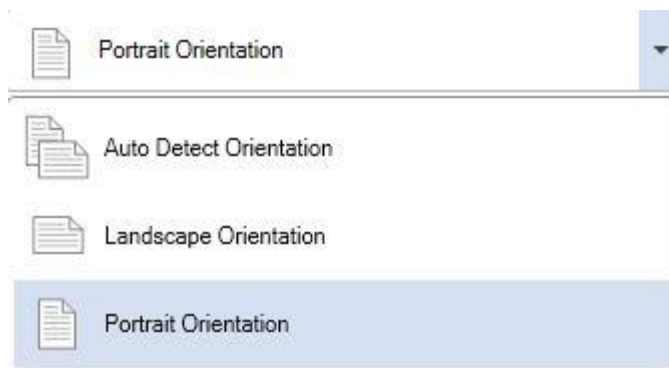 Portrait Orientation
Auto Detect Orientation
Landscape Orientation
Portrait Orientation